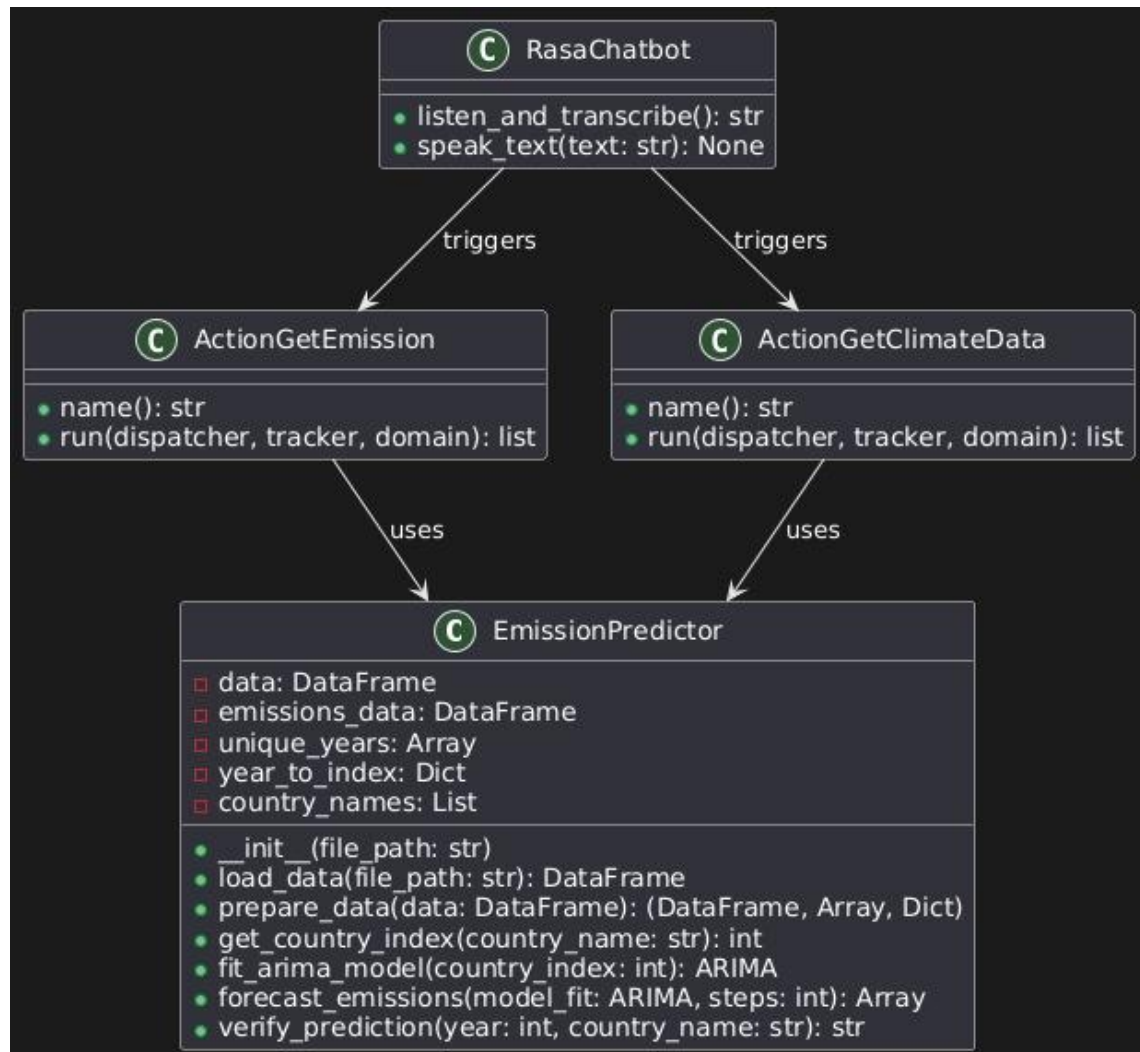 C RasaChatbot
listen_and_transcribe(): str
speak_text(text: str): None
triggers
triggers
C ActionGetEmission
name(): str
run(dispatcher, tracker, domain): list
C ActionGetClimateData
name(): str
run(dispatcher, tracker, domain): list
uses
uses
C EmissionPredictor
data: DataFrame
emissions_data: DataFrame
unique_years: Array
year_to_index: Dict
country_names: List
__init__(file_path: str)
load_data(file_path: str): DataFrame
prepare_data(data: DataFrame): (DataFrame, Array, Dict)
get_country_index(country_name: str): int
fit_arima_model(country_index: int): ARIMA
forecast_emissions(model_fit: ARIMA, steps: int): Array
verify_prediction(year: int, country_name: str): str